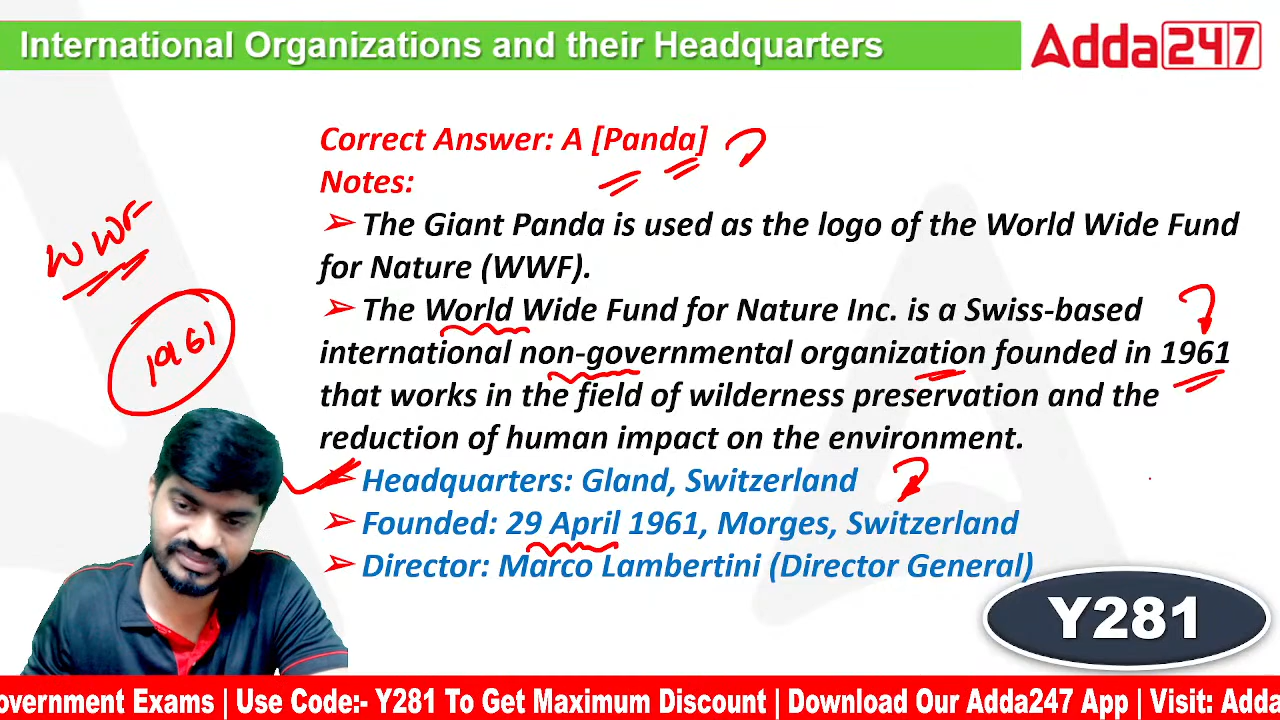 International Organizations and their Headquarters
Adda247
Correct Answer: A [Panda]
Notes:
➢ The Giant Panda is used as the logo of the World Wide Fund
for Nature (WWF).
➢ The World Wide Fund for Nature Inc. is a Swiss-based
international non-governmental organization founded in 1961
that works in the field of wilderness preservation and the
reduction of human impact on the environment.
➢ Headquarters: Gland, Switzerland
➢ Founded: 29 April 1961, Morges, Switzerland
➢ Director: Marco Lambertini (Director General)
WWF
1961
Y281
overnment Exams | Use Code:- Y281 To Get Maximum Discount | Download Our Adda247 App | Visit: Adda